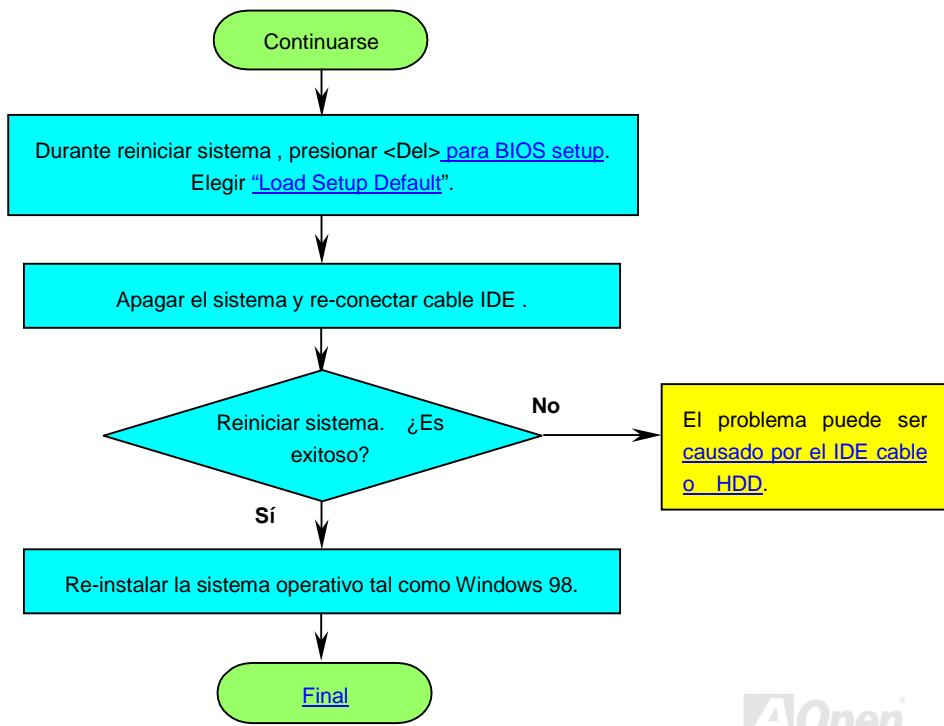 Continuarse
Durante reiniciar sistema , presionar <Del> para BIOS setup.
Elegir “Load Setup Default”.
Apagar el sistema y re-conectar cable IDE .
Reiniciar sistema. ¿Es
exitoso?
No
El problema puede ser
causado por el IDE cable
o HDD.
Sí
Re-instalar la sistema operativo tal como Windows 98.
Final
AOpen®